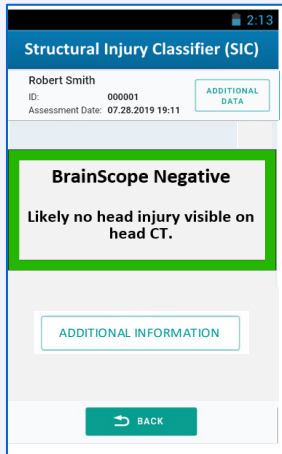 2:13
Structural Injury Classifier (SIC)
Robert Smith
ID: 000001
Assessment Date: 07.28.2019 19:11
ADDITIONAL
DATA
BrainScope Negative
Likely no head injury visible on
head CT.
ADDITIONAL INFORMATION
BACK